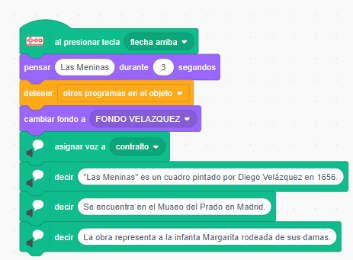 al presionar tecla flecha arriba
pensar Las Meninas durante 3 segundos
detener otros programas en el objeto
cambiar fondo a FONDO VELAZQUEZ
asignar voz a contralto
decir "Las Meninas" es un cuadro pintado por Diego Velázquez en 1656.
decir Se encuentra en el Museo del Prado en Madrid.
decir La obra representa a la infanta Margarita rodeada de sus damas.